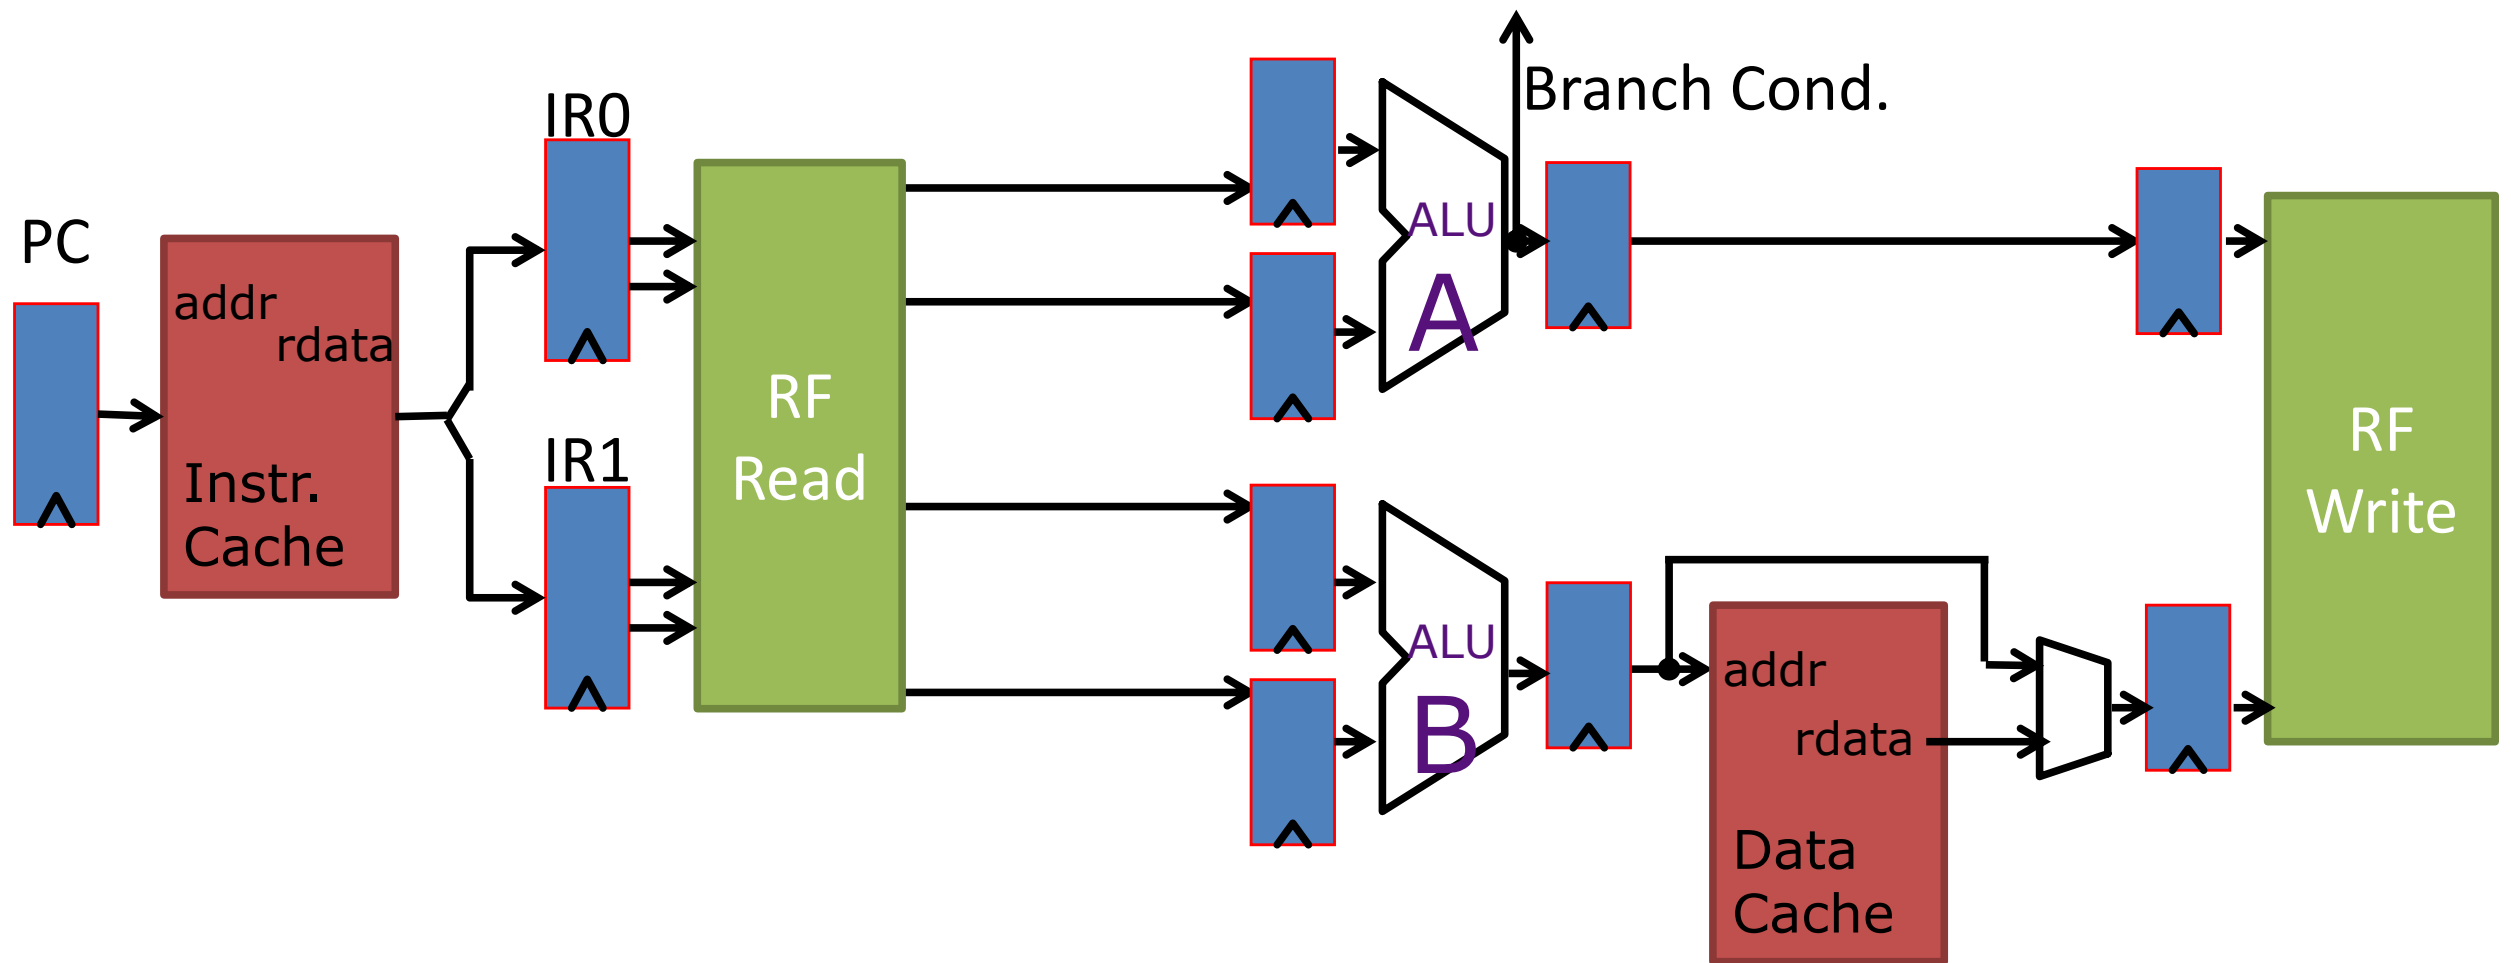 PC
addr
rdata
Instr.
Cache
IR0
IR1
RF
Read
ALU
A
Branch Cond.
ALU
B
addr
rdata
Data
Cache
RF
Write